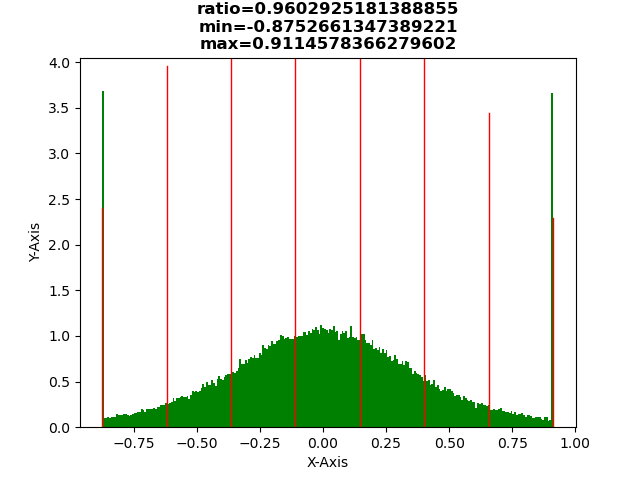 ratio=0.9602925181388855
min=-0.8752661347389221
max=0.9114578366279602
4.0
3.5
3.0
2.5
2.0
1.5
1.0
0.5
0.0
Y-Axis
−0.75 −0.50 −0.25 0.00 0.25 0.50 0.75 1.00
X-Axis